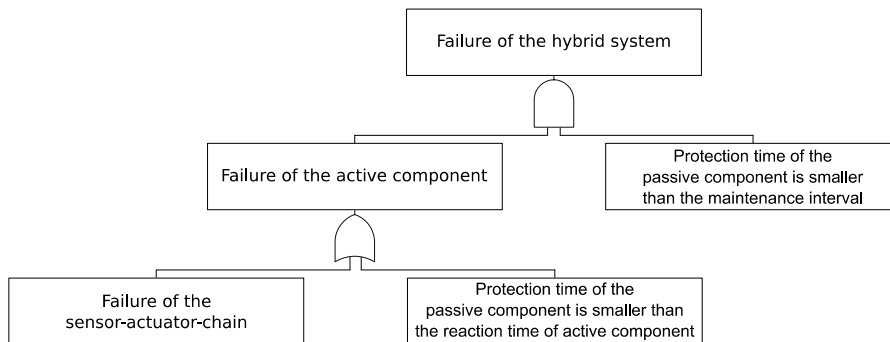 Failure of the hybrid system
Failure of the active component
Protection time of the
passive component is smaller
than the maintenance interval
Failure of the
sensor-actuator-chain
Protection time of the
passive component is smaller than
the reaction time of active component